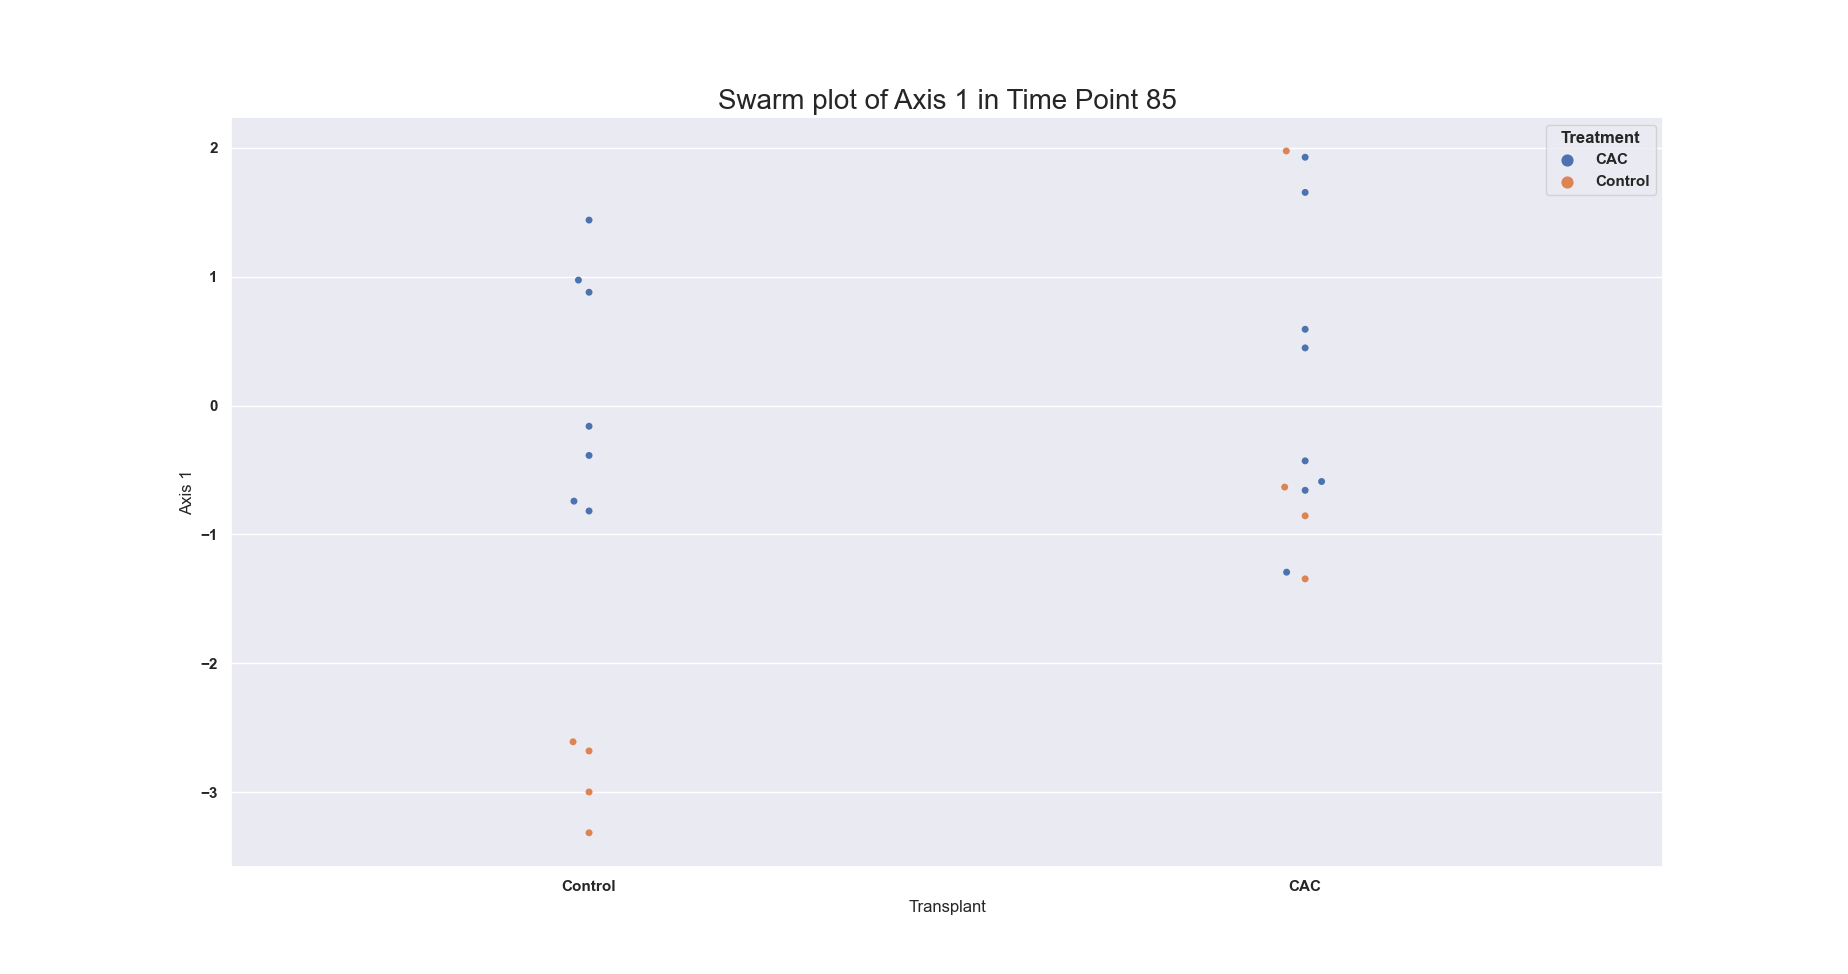 Swarm plot of Axis 1 in Time Point 85
Treatment
CAC
Control
2
1
0
−1
−2
−3
Axis 1
Control
CAC
Transplant